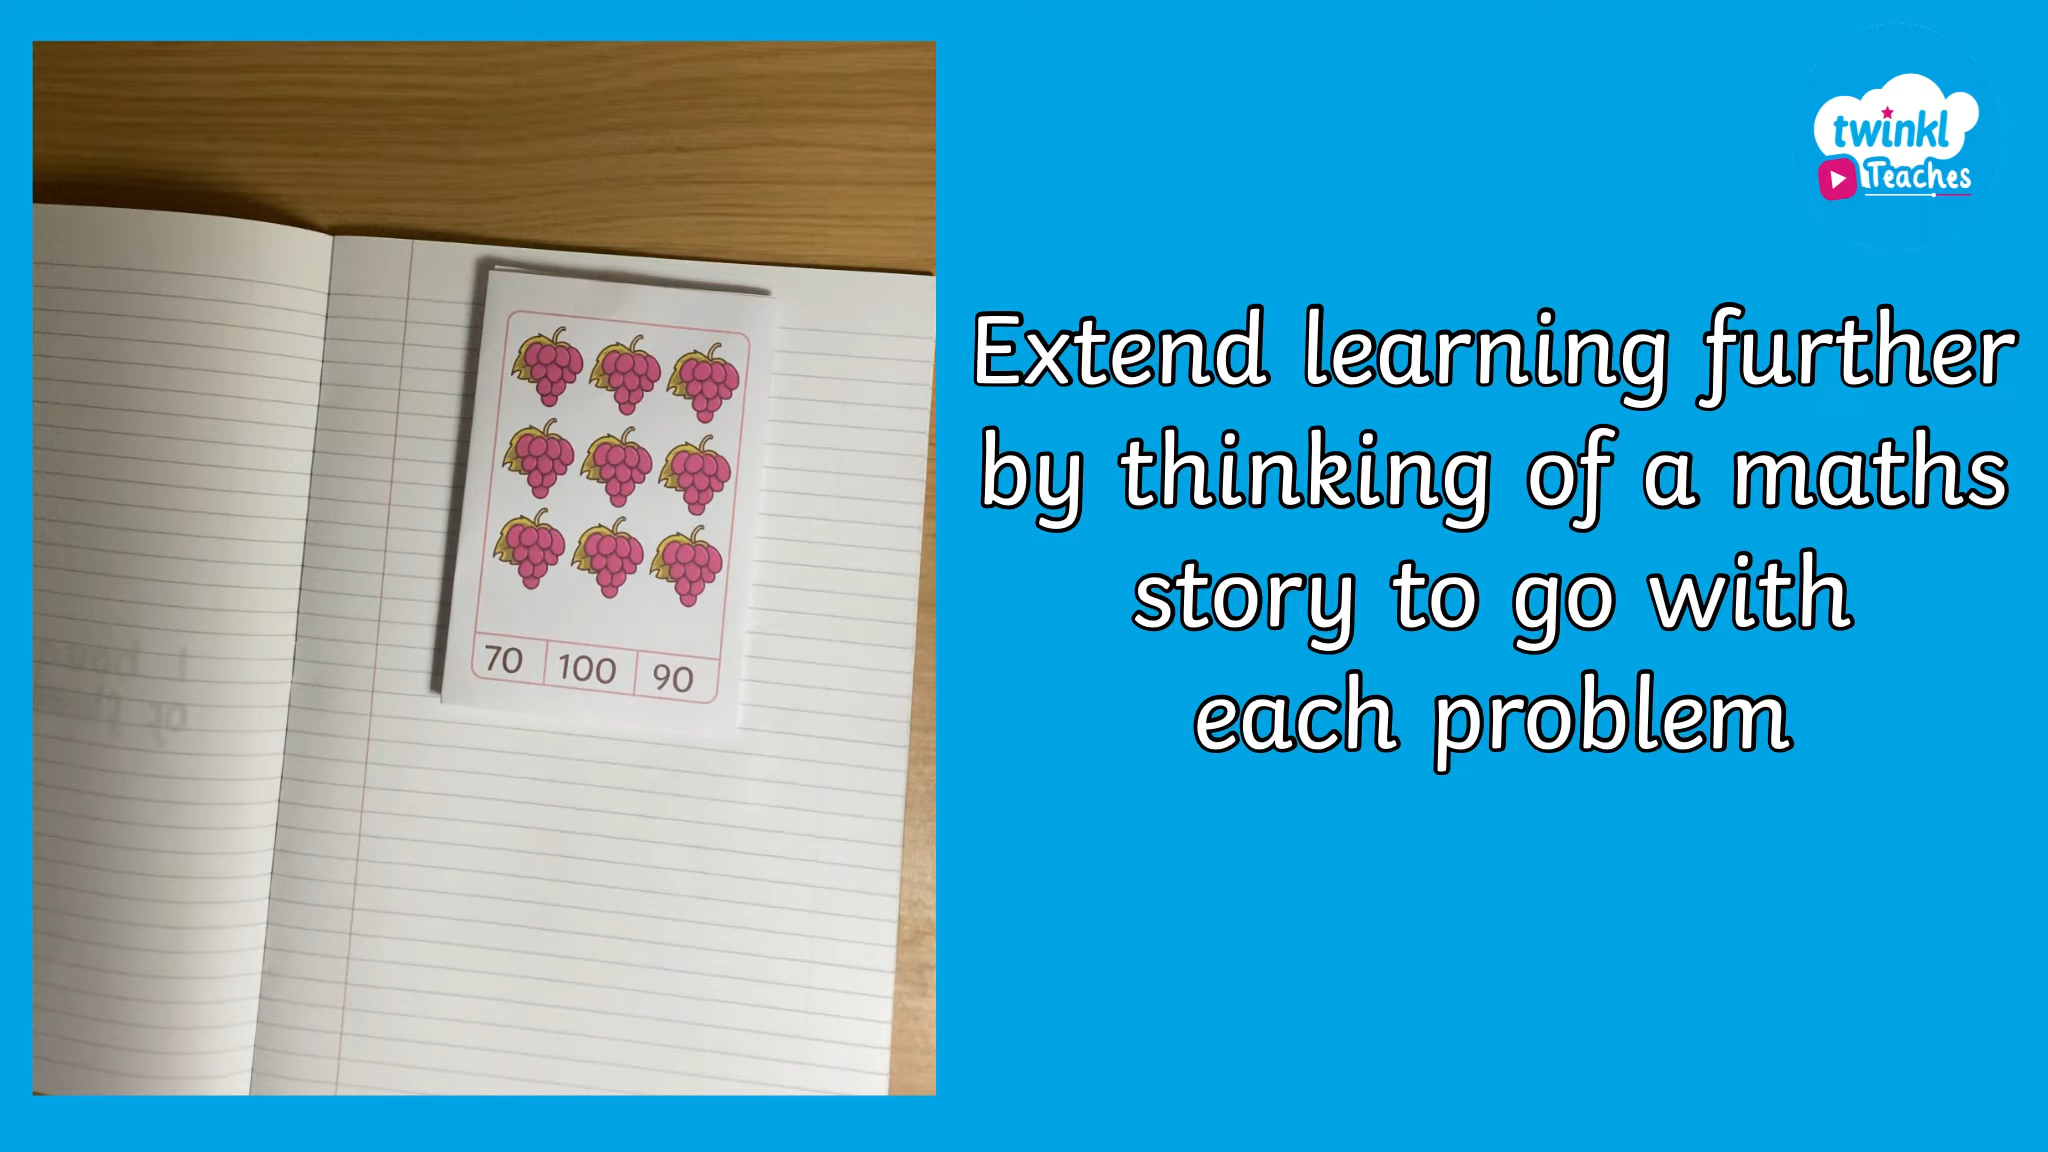 twinkl
Teaches
Extend learning further
by thinking of a maths
story to go with
each problem
70 100 90